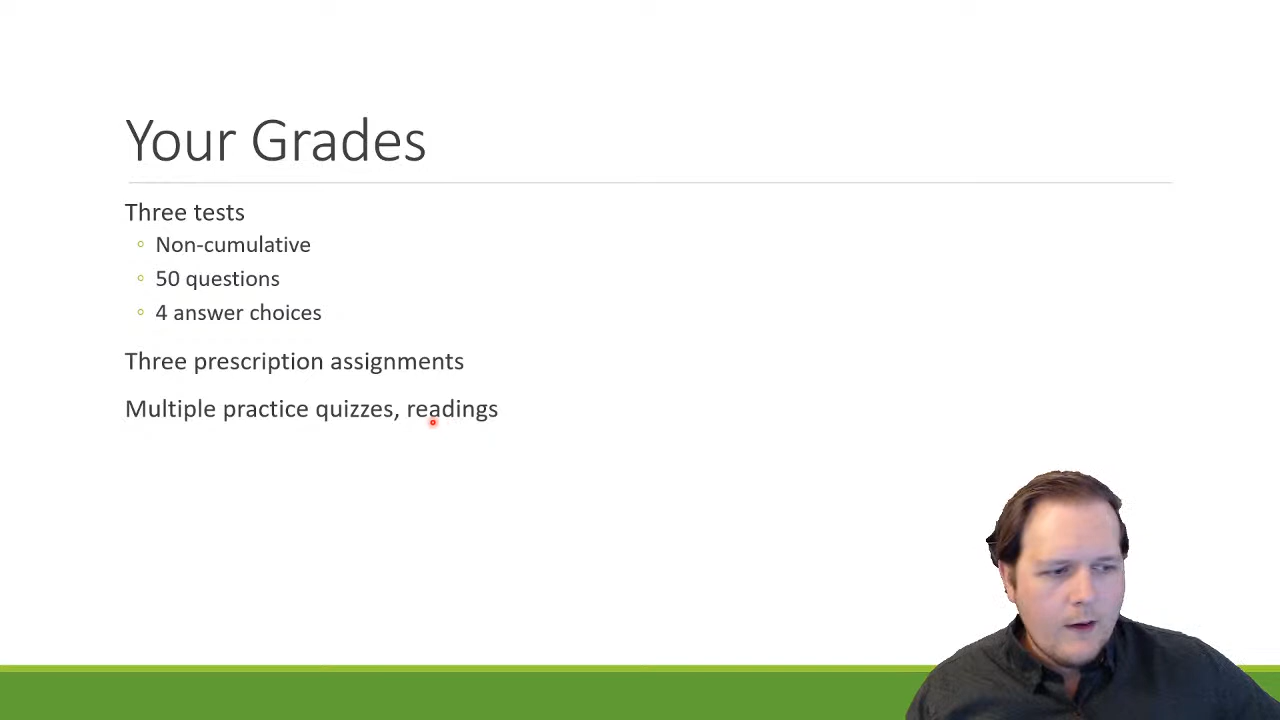 Your Grades
Three tests
Non-cumulative
50 questions
4 answer choices
Three prescription assignments
Multiple practice quizzes, readings